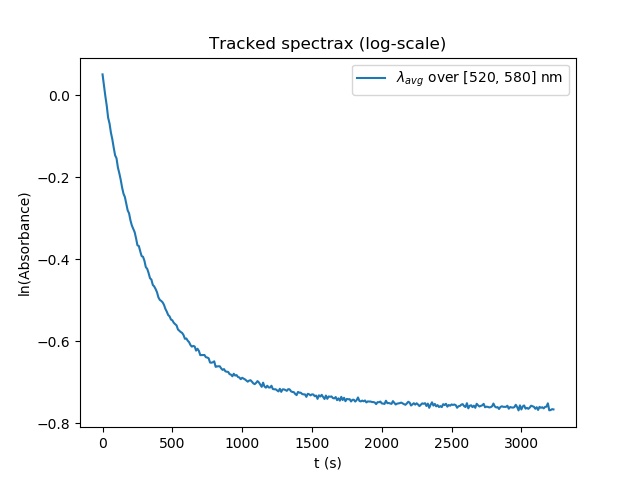 Tracked spectrax (log-scale)
λavg over [520, 580] nm
0.0
−0.2
−0.4
−0.6
−0.8
ln(Absorbance)
0 500 1000 1500 2000 2500 3000
t (s)